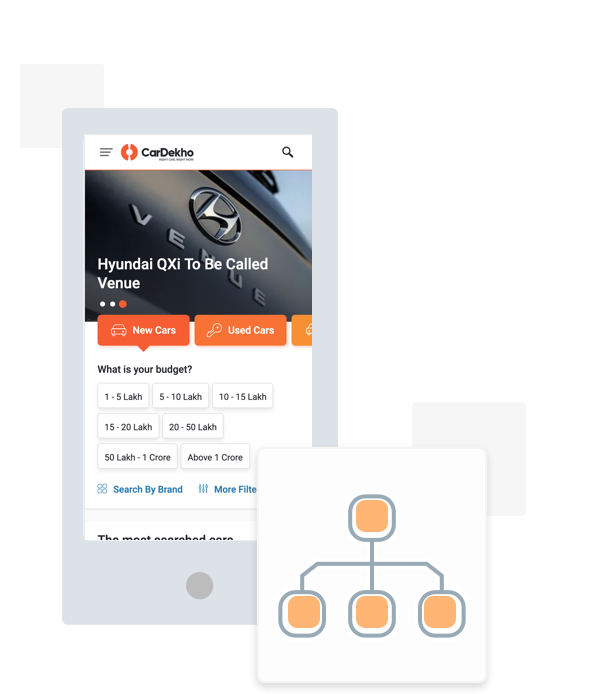 CarDekho
RIGHT CAR. RIGHT NOW
VENUE
Hyundai QXi To Be Called
Venue
New Cars
Used Cars
What is your budget?
1 - 5 Lakh
5 - 10 Lakh
10 - 15 Lakh
15 - 20 Lakh
20 - 50 Lakh
50 Lakh - 1 Crore
Above 1 Crore
Search By Brand
More Filte
The most searched cars